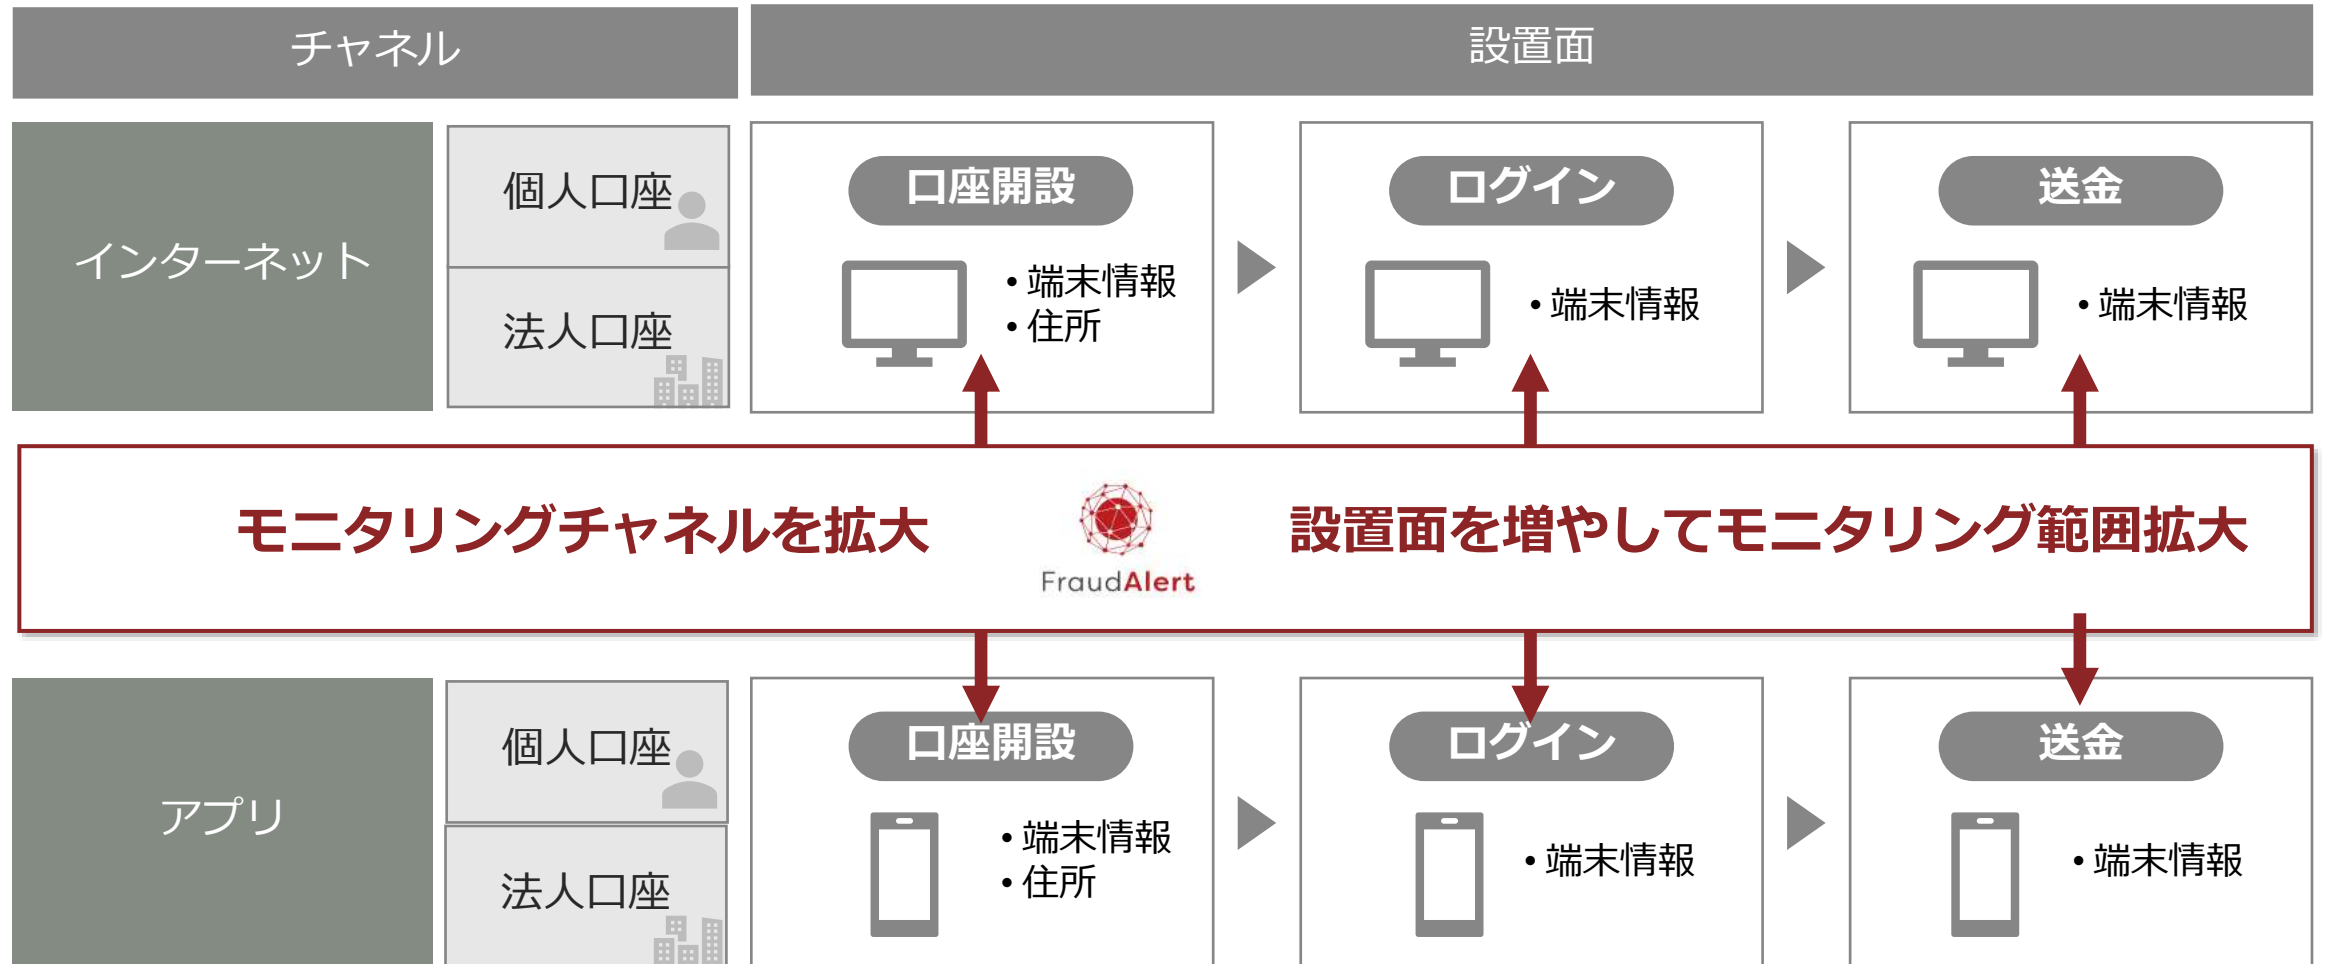 チャネル
設置面
インターネット
個人口座
法人口座
口座開設
・端末情報
・住所
ログイン
・端末情報
送金
・端末情報
モニタリングチャネルを拡大
FraudAlert
設置面を増やしてモニタリング範囲拡大
アプリ
個人口座
法人口座
口座開設
・端末情報
・住所
ログイン
・端末情報
送金
・端末情報